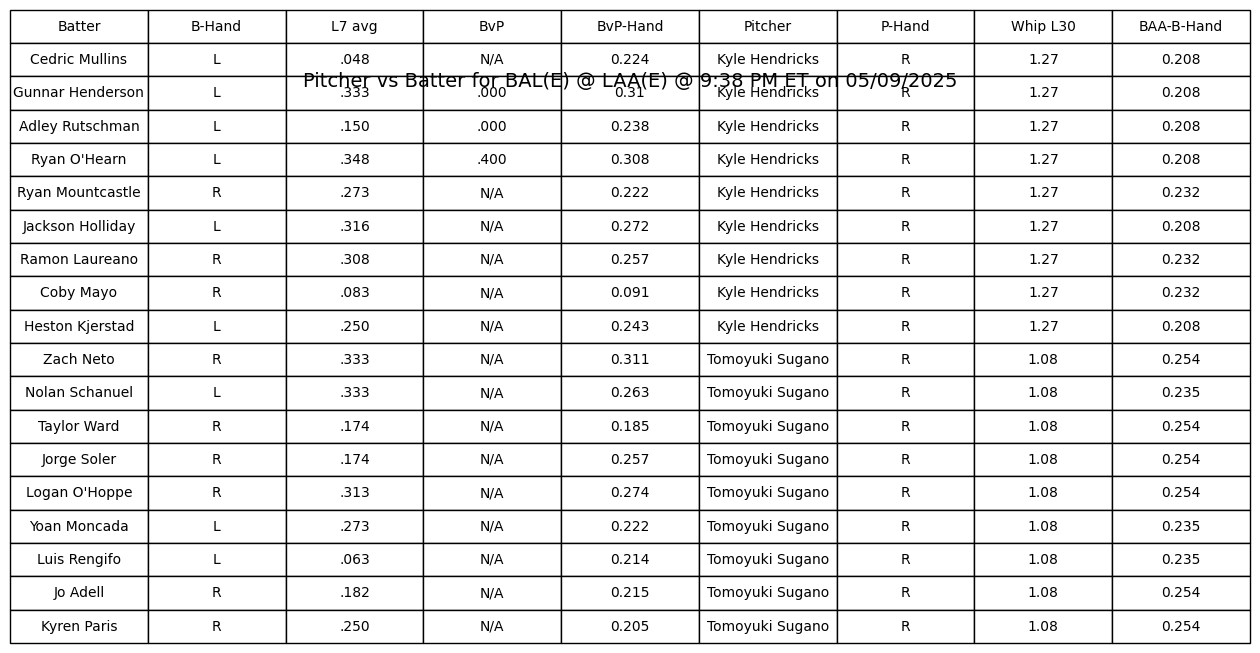 Batter B-Hand L7 avg BvP BvP-Hand Pitcher P-Hand Whip L30 BAA-B-Hand
Cedric Mullins L .048 N/A 0.224 Kyle Hendricks R 1.27 0.208
Pitcher vs Batter for BAL(E) @ LAA(E) @ 9:38 PM ET on 05/09/2025
Gunnar Henderson L .333 .000 0.31 Kyle Hendricks R 1.27 0.208
Adley Rutschman L .150 .000 0.238 Kyle Hendricks R 1.27 0.208
Ryan O'Hearn L .348 .400 0.308 Kyle Hendricks R 1.27 0.208
Ryan Mountcastle R .273 N/A 0.222 Kyle Hendricks R 1.27 0.232
Jackson Holliday L .316 N/A 0.272 Kyle Hendricks R 1.27 0.208
Ramon Laureano R .308 N/A 0.257 Kyle Hendricks R 1.27 0.232
Coby Mayo R .083 N/A 0.091 Kyle Hendricks R 1.27 0.232
Heston Kjerstad L .250 N/A 0.243 Kyle Hendricks R 1.27 0.208
Zach Neto R .333 N/A 0.311 Tomoyuki Sugano R 1.08 0.254
Nolan Schanuel L .333 N/A 0.263 Tomoyuki Sugano R 1.08 0.235
Taylor Ward R .174 N/A 0.185 Tomoyuki Sugano R 1.08 0.254
Jorge Soler R .174 N/A 0.257 Tomoyuki Sugano R 1.08 0.254
Logan O'Hoppe R .313 N/A 0.274 Tomoyuki Sugano R 1.08 0.254
Yoan Moncada L .273 N/A 0.222 Tomoyuki Sugano R 1.08 0.235
Luis Rengifo L .063 N/A 0.214 Tomoyuki Sugano R 1.08 0.235
Jo Adell R .182 N/A 0.215 Tomoyuki Sugano R 1.08 0.254
Kyren Paris R .250 N/A 0.205 Tomoyuki Sugano R 1.08 0.254